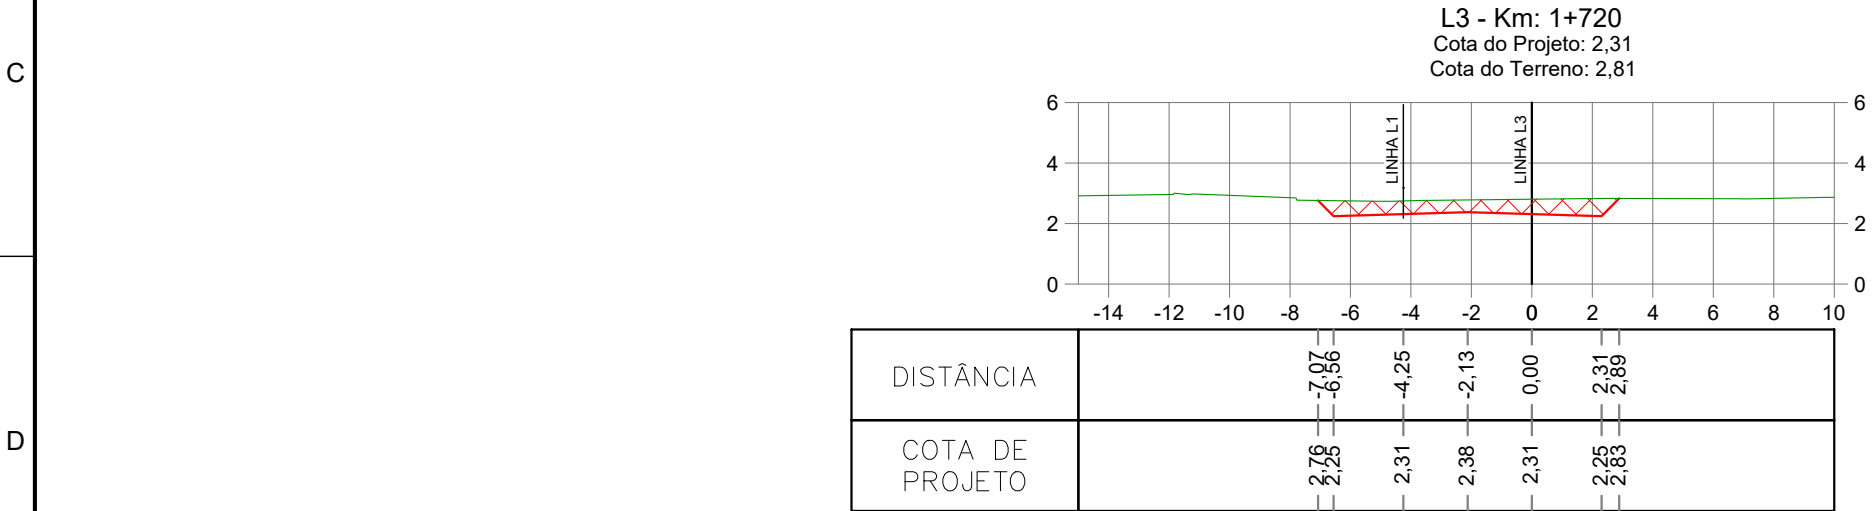 L3 - Km: 1+720
Cota do Projeto: 2,31
Cota do Terreno: 2,81
C
6 6
LINHA L1 LINHA L3
4 4
2 2
0 0
-14 -12 -10 -8 -6 -4 -2 0 2 4 6 8 10
DISTÂNCIA -7,07 -6,56 -4,25 -2,13 0,00 2,31 2,89
D
COTA DE
PROJETO 2,76 2,25 2,31 2,38 2,31 2,25 2,83